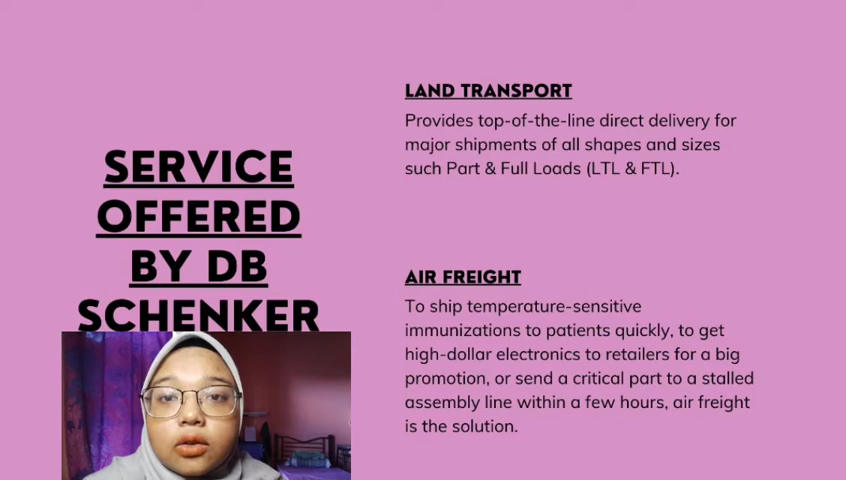 SERVICE
OFFERED
BY DB
SCHENKER
LAND TRANSPORT
Provides top-of-the-line direct delivery for
major shipments of all shapes and sizes
such Part & Full Loads (LTL & FTL).
AIR FREIGHT
To ship temperature-sensitive
immunizations to patients quickly, to get
high-dollar electronics to retailers for a big
promotion, or send a critical part to a stalled
assembly line within a few hours, air freight
is the solution.